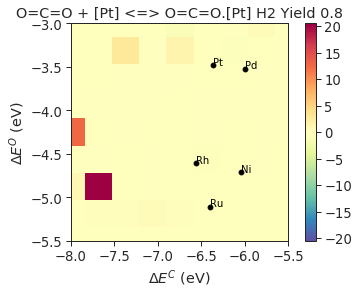 O=C=O + [Pt] <=> O=C=O.[Pt] H2 Yield 0.8
−3.0
−3.5
−4.0
−4.5
−5.0
−5.5
ΔE^O (eV)
Pt
Pd
Rh
Ni
Ru
−8.0 −7.5 −7.0 −6.5 −6.0 −5.5
ΔE^C (eV)
20
15
10
5
0
−5
−10
−15
−20